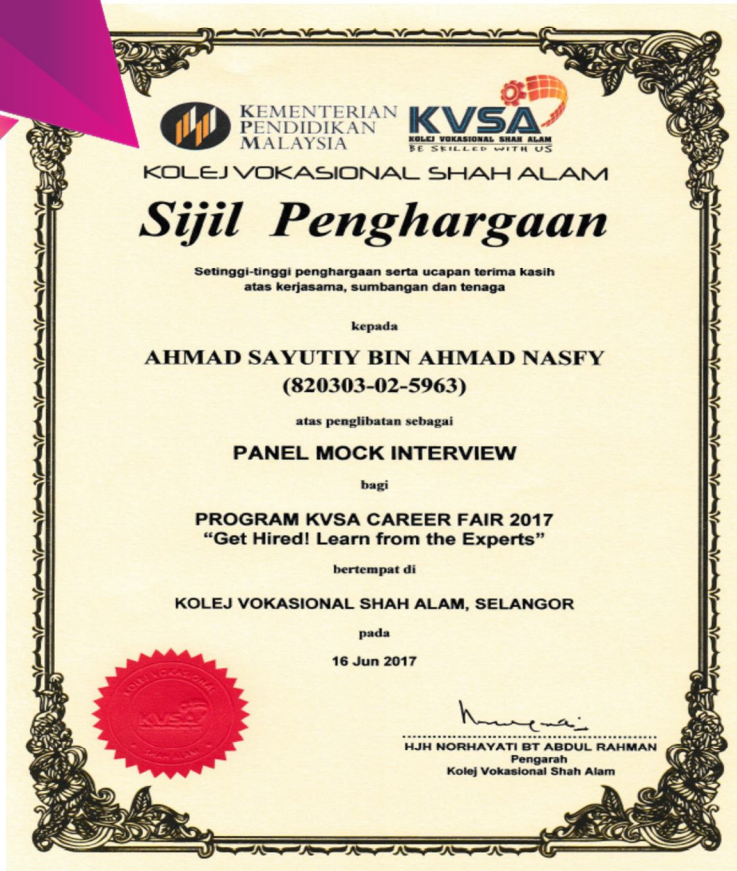 KEMENTERIAN
PENDIDIKAN
MALAYSIA
KVSA
KOLEJ VOKASIONAL SHAH ALAM
BE SKILLED WITH US
KOLEJ VOKASIONAL SHAH ALAM
Sijil Penghargaan
Setinggi-tinggi penghargaan serta ucapan terima kasih
atas kerjasama, sumbangan dan tenaga
kepada
AHMAD SAYUTIY BIN AHMAD NASFY
(820303-02-5963)
atas penglibatan sebagai
PANEL MOCK INTERVIEW
bagi
PROGRAM KVSA CAREER FAIR 2017
“Get Hired! Learn from the Experts”
bertempat di
KOLEJ VOKASIONAL SHAH ALAM, SELANGOR
pada
16 Jun 2017
KOLEJ VOKASIONAL
KVSA
SHAH ALAM
HJH NORHAYATI BT ABDUL RAHMAN
Pengarah
Kolej Vokasional Shah Alam